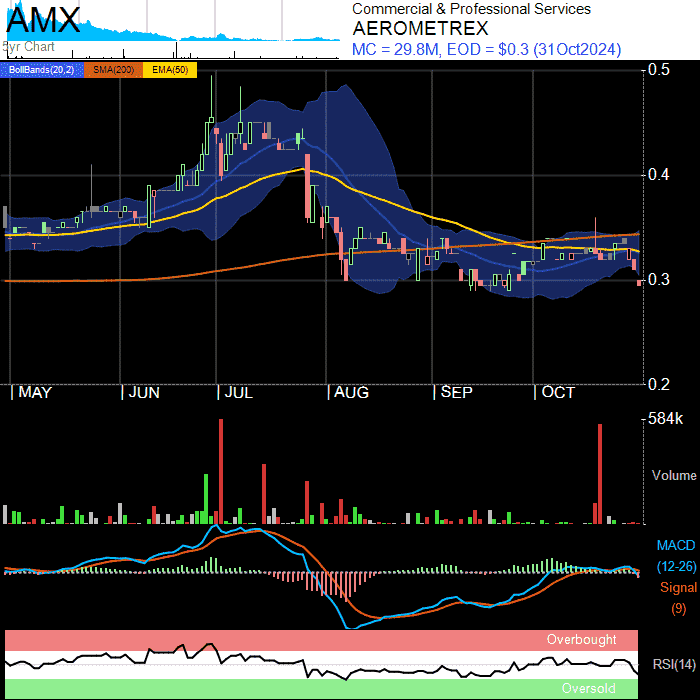 AMX
5yr Chart
Commercial & Professional Services
AEROMETREX
MC = 29.8M, EOD = $0.3 (31Oct2024)
BollBands(20,2) SMA(200) EMA(50)
0.5
0.4
0.3
0.2
MAY JUN JUL AUG SEP OCT
584k
Volume
MACD
(12-26)
Signal
(9)
Overbought
RSI(14)
Oversold